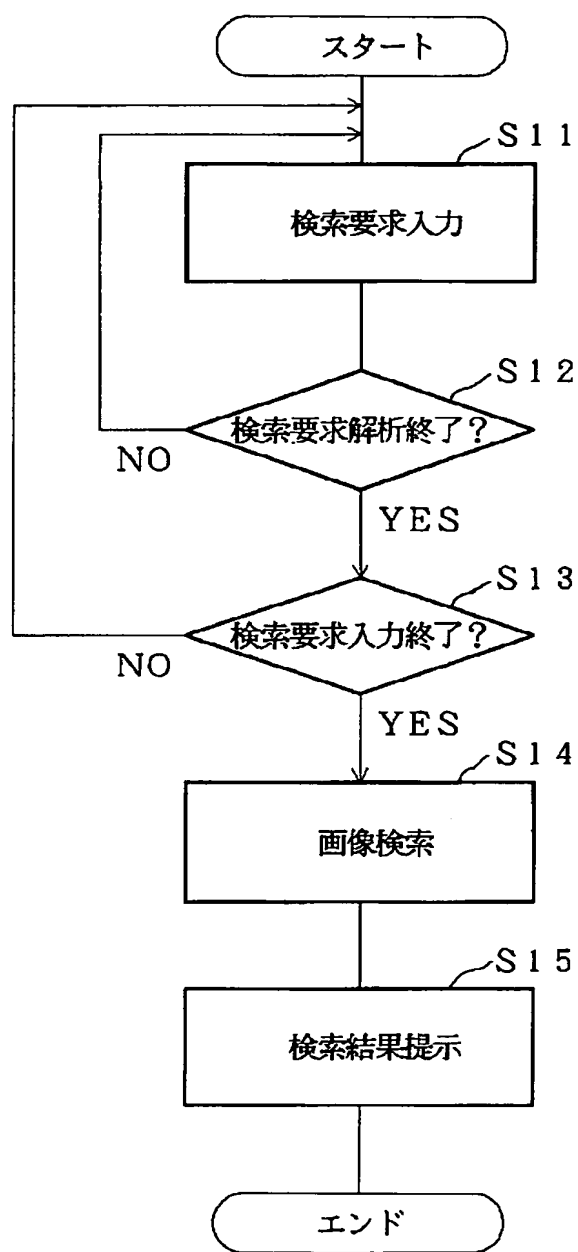 スタート
S11
検索要求入力
S12
検索要求解析終了?
NO
YES
S13
検索要求入力終了?
NO
YES
S14
画像検索
S15
検索結果提示
エンド